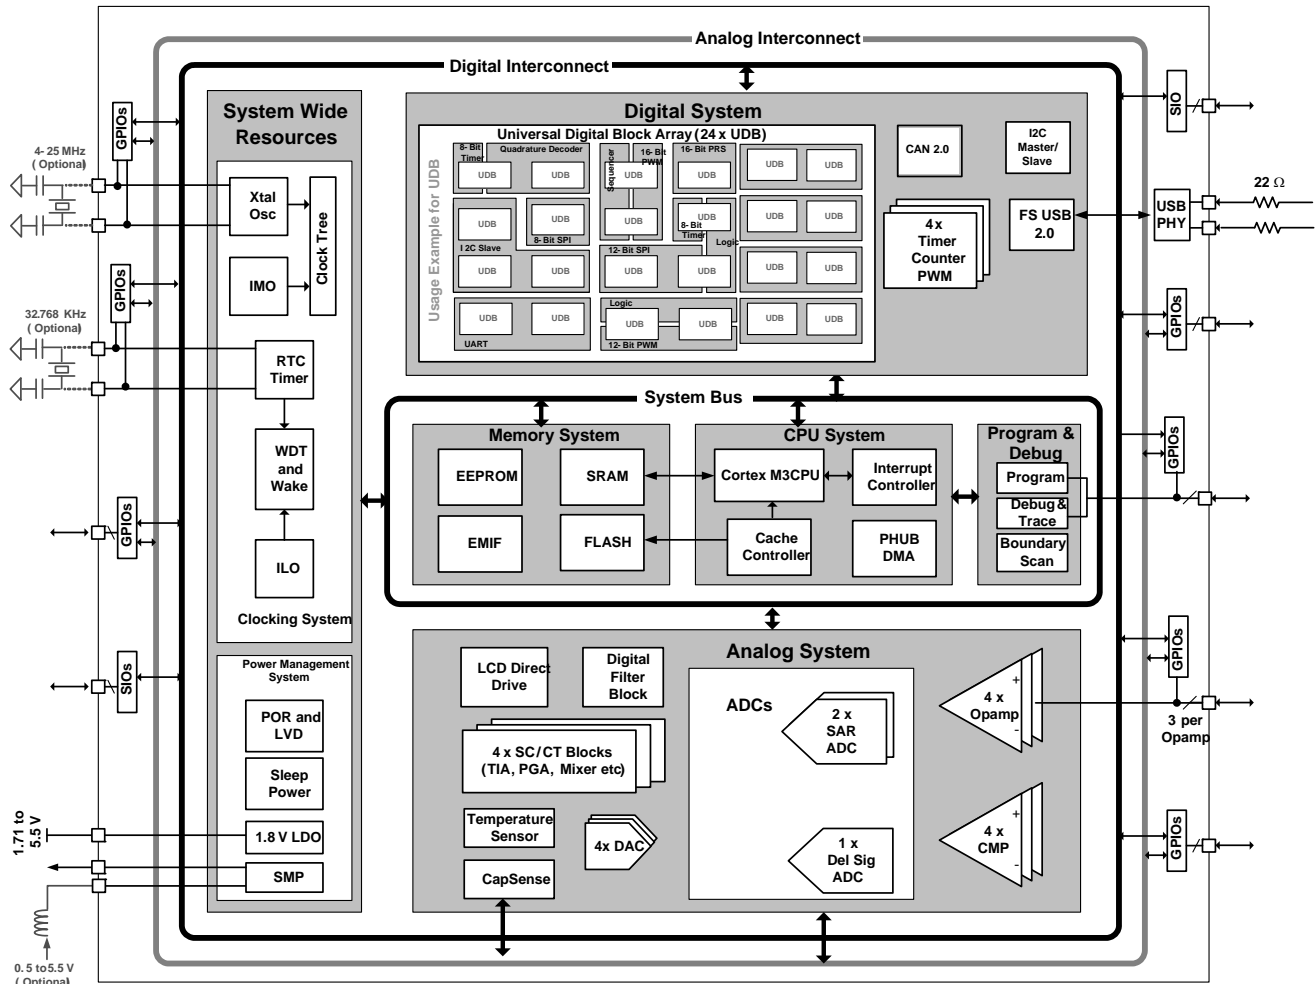 Analog Interconnect
Digital Interconnect
System Wide
Resources
4- 25 MHz
( Optional)
GPIOs
Xtal
Osc
Clock Tree
IMO
GPIOs
32.768 KHz
( Optional)
RTC
Timer
WDT and
Wake
ILO
Clocking System
GPIOs
SIOs
Power Management
System
POR and
LVD
Sleep
Power
1.8 V LDO
SMP
1.71 to
5.5 V
0. 5 to 5.5 V
( Optional)
Digital System
Universal Digital Block Array (24 x UDB)
Usage Example for UDB
8- Bit
Timer
Quadrature Decoder
Sequencer
16- Bit
PWM
16- Bit PRS
UDB
UDB
UDB
UDB
UDB
UDB
UDB
UDB
UDB
UDB
8- Bit
Timer
UDB
UDB
I2C Slave
8- Bit SPI
12- Bit SPI
Logic
UDB
UDB
UDB
UDB
UDB
UDB
UDB
UDB
Logic
UDB
UDB
UDB
UDB
UART
12- Bit PWM
CAN 2.0
I2C
Master/
Slave
4 x
Timer
Counter
PWM
FS USB
2.0
SIO
USB
PHY
22 Ω
GPIOs
System Bus
Memory System
EEPROM
SRAM
EMIF
FLASH
CPU System
Cortex M3CPU
Interrupt
Controller
Cache
Controller
PHUB
DMA
Program &
Debug
Program
Debug &
Trace
Boundary
Scan
GPIOs
Analog System
LCD Direct
Drive
Digital
Filter
Block
4 x SC/CT Blocks
(TIA, PGA, Mixer etc)
Temperature
Sensor
4x DAC
CapSense
ADCs
2 x
SAR
ADC
1 x
Del Sig
ADC
4 x
Opamp
+
-
4 x
CMP
+
-
GPIOs
3 per
Opamp
GPIOs